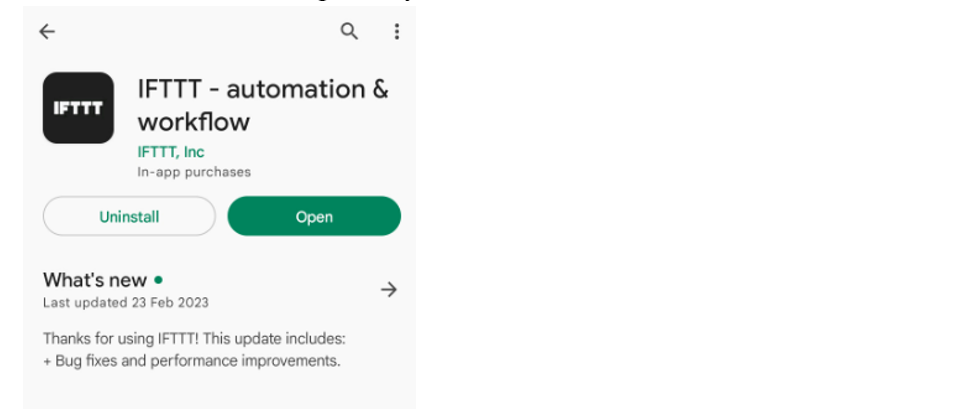 IFTTT
IFTTT - automation &
workflow
IFTTT, Inc
In-app purchases
Uninstall
Open
What's new
Last updated 23 Feb 2023
Thanks for using IFTTT! This update includes:
+ Bug fixes and performance improvements.